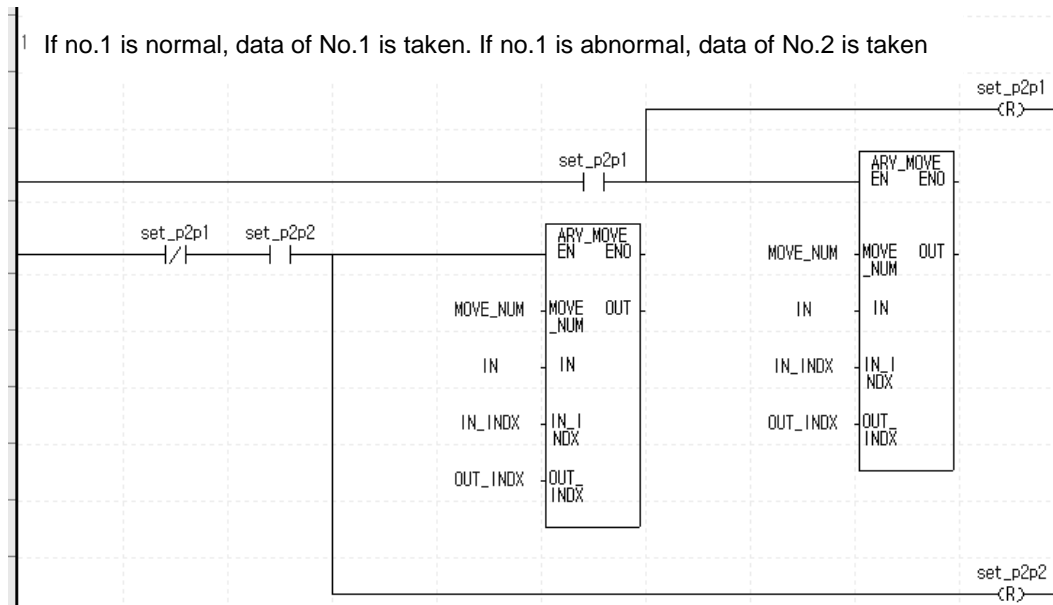 1 If no.1 is normal, data of No.1 is taken. If no.1 is abnormal, data of No.2 is taken
set_p2p1
(R)
set_p2p1
ARY_MOVE
EN ENO
set_p2p1 set_p2p2
ARY_MOVE
EN ENO
MOVE_NUM MOVE OUT
_NUM
MOVE_NUM MOVE OUT
_NUM
IN IN
IN IN
IN_INDX IN_I
NDX
IN_INDX IN_I
NDX
OUT_INDX OUT_
INDX
OUT_INDX OUT_
INDX
set_p2p2
(R)